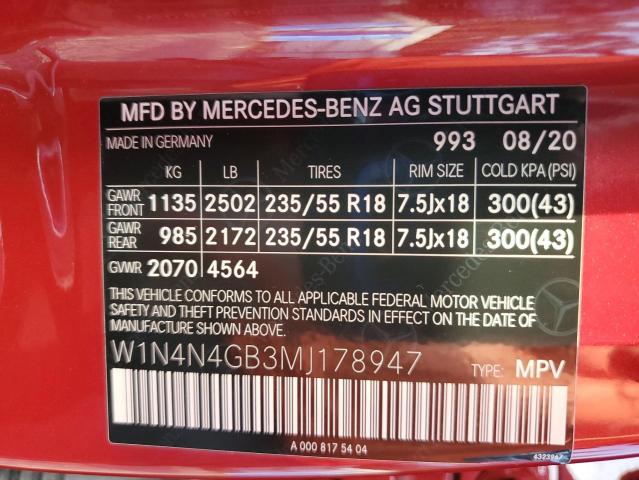 MFD BY MERCEDES-BENZ AG STUTTGART
MADE IN GERMANY 993 08/20
KG LB TIRES RIM SIZE COLD KPA(PSI)
GAWR FRONT 1135 2502 235/55 R18 7.5Jx18 300(43)
GAWR REAR 985 2172 235/55 R18 7.5Jx18 300(43)
GVWR 2070 4564
THIS VEHICLE CONFORMS TO ALL APPLICABLE FEDERAL MOTOR VEHICLE
SAFETY AND THEFT PREVENTION STANDARDS IN EFFECT ON THE DATE
OF MANUFACTURE SHOWN ABOVE.
W1N4N4GB3MJ178947 TYPE: MPV
A 000 817 54 04